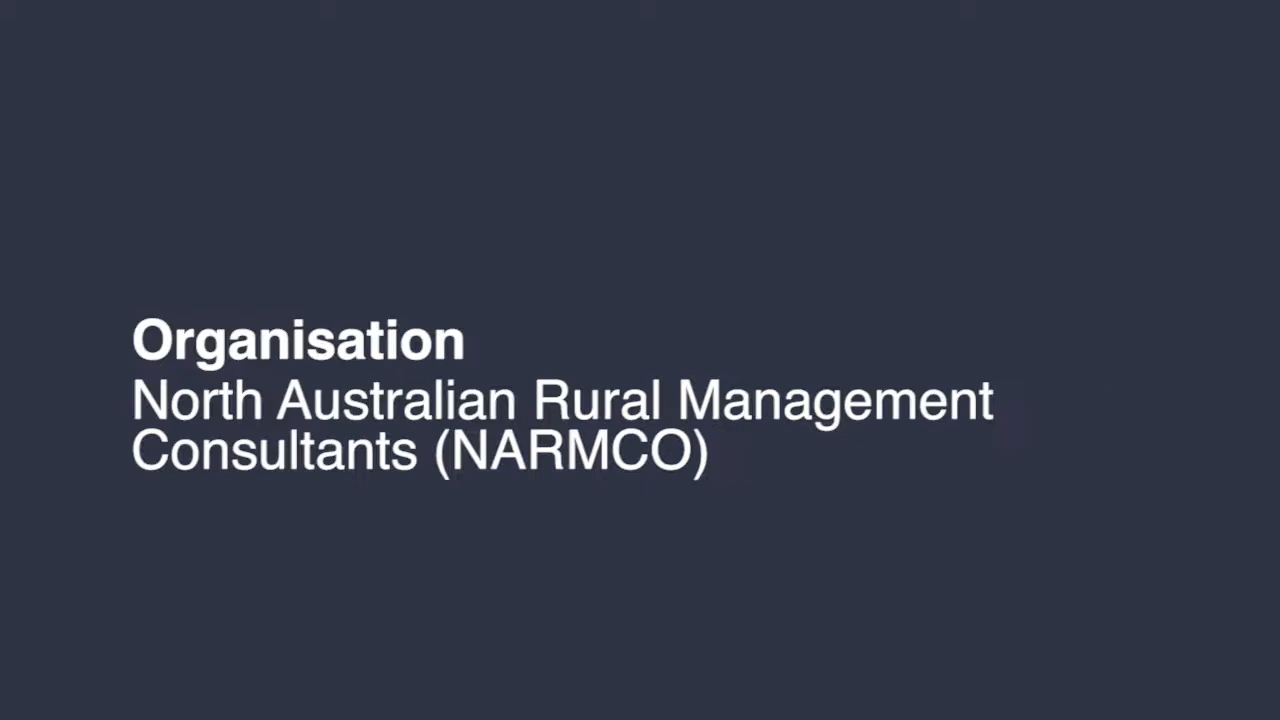 Organisation
North Australian Rural Management
Consultants (NARMCO)